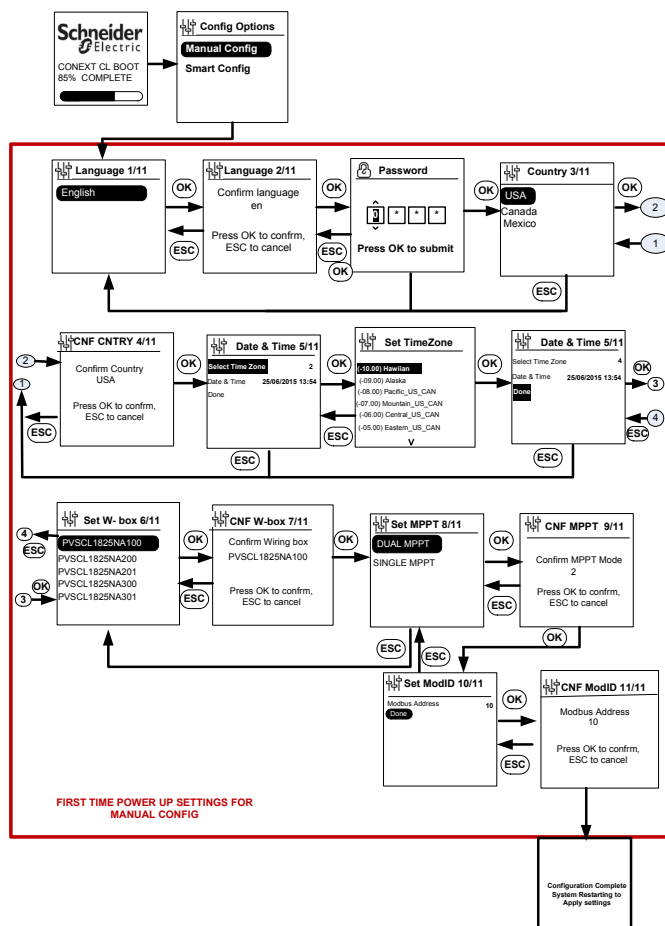 Schneider
Electric
CONEXT CL BOOT
85% COMPLETE
Config Options
Manual Config
Smart Config
Language 1/11
English
OK
ESC
Language 2/11
Confirm language
en
Press OK to confrm,
ESC to cancel
OK
ESC
OK
Password
0 * * *
Press OK to submit
OK
Country 3/11
USA
Canada
Mexico
OK
2
1
ESC
2
1
ESC
CNF CNTRY 4/11
Confirm Country
USA
Press OK to confrm,
ESC to cancel
OK
Date & Time 5/11
Select Time Zone 2
Date & Time 25/06/2015 13:54
Done
OK
ESC
ESC
Set TimeZone
(-10.00) Hawiian
(-09.00) Alaska
(-08.00) Pacific_US_CAN
(-07.00) Mountain_US_CAN
(-06.00) Central_US_CAN
(-05.00) Eastern_US_CAN
V
OK
Date & Time 5/11
Select Time Zone 4
Date & Time 25/06/2015 13:54
Done
OK
3
4
ESC
ESC
4
ESC
OK
3
Set W- box 6/11
PVSCL1825NA100
PVSCL1825NA200
PVSCL1825NA201
PVSCL1825NA300
PVSCL1825NA301
OK
ESC
CNF W-box 7/11
Confirm Wiring box
PVSCL1825NA100
Press OK to confrm,
ESC to cancel
OK
Set MPPT 8/11
DUAL MPPT
SINGLE MPPT
OK
ESC
ESC
ESC
CNF MPPT 9/11
Confirm MPPT Mode
2
Press OK to confrm,
ESC to cancel
OK
Set ModID 10/11
Modbus Address 10
Done
OK
ESC
CNF ModID 11/11
Modbus Address
10
Press OK to confrm,
ESC to cancel
FIRST TIME POWER UP SETTINGS FOR
MANUAL CONFIG
Configuration Complete
System Restarting to
Apply settings